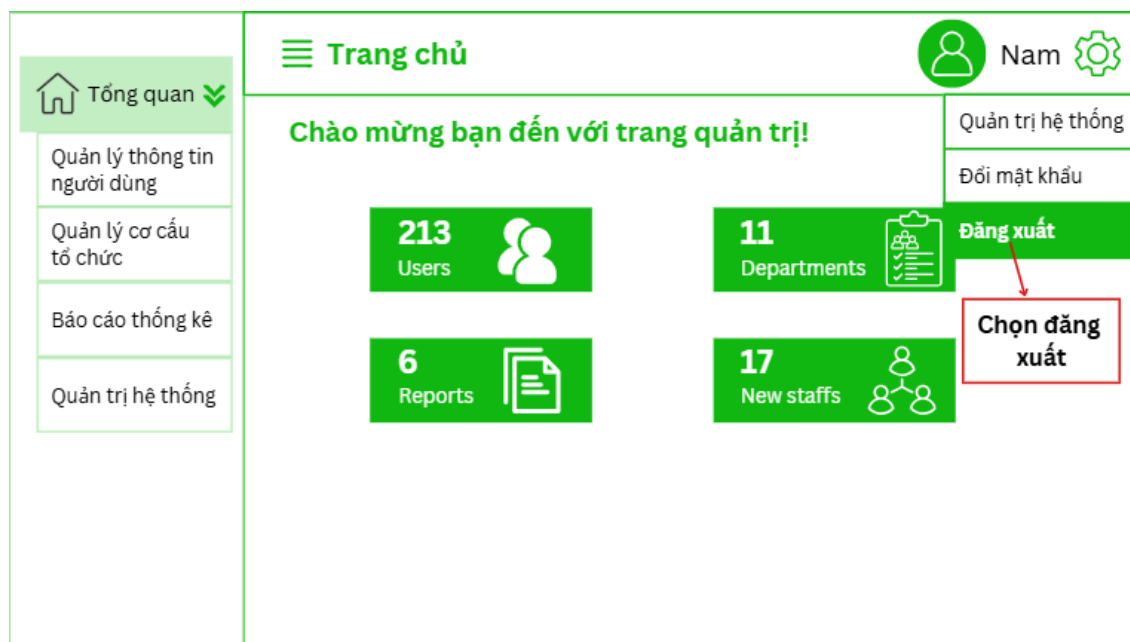 Trang chủ
Nam
Tổng quan
Quản lý thông tin
người dùng
Quản lý cơ cấu
tổ chức
Báo cáo thống kê
Quản trị hệ thống
Chào mừng bạn đến với trang quản trị!
213
Users
11
Departments
6
Reports
17
New staffs
Quản trị hệ thống
Đổi mật khẩu
Đăng xuất
Chọn đăng
xuất